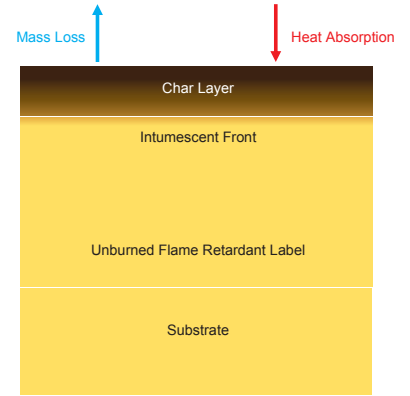 Mass Loss
Heat Absorption
Char Layer
Intumescent Front
Unburned Flame Retardant Label
Substrate